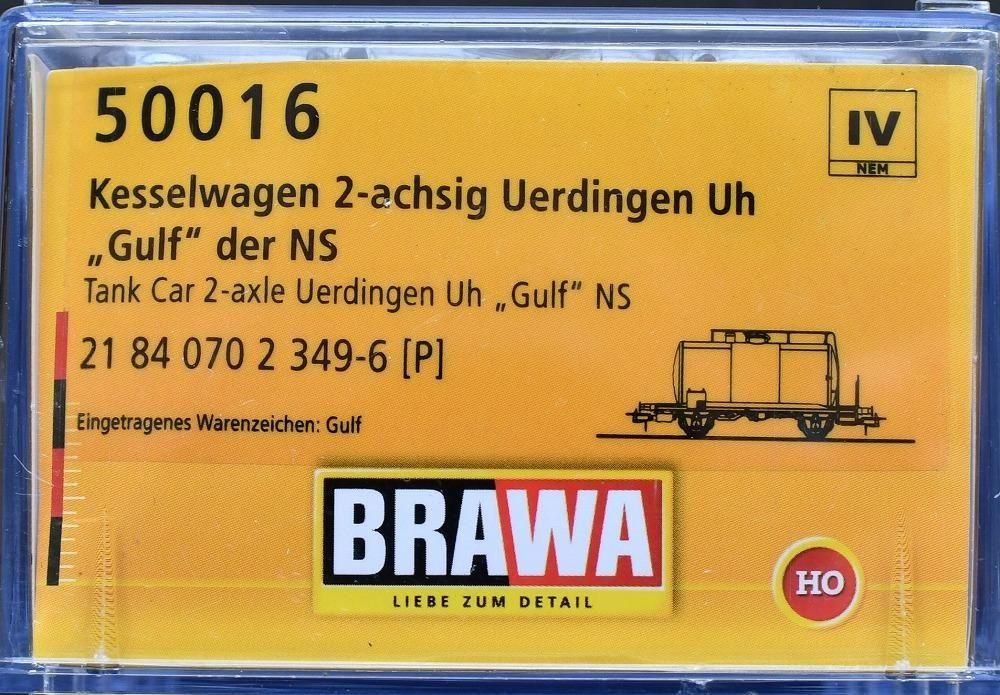 50016
IV
NEM
Kesselwagen 2-achsig Uerdingen Uh
„Gulf“ der NS
Tank Car 2-axle Uerdingen Uh „Gulf“ NS
21 84 070 2 349-6 [P]
Eingetragenes Warenzeichen: Gulf
BRAWA
LIEBE ZUM DETAIL
HO